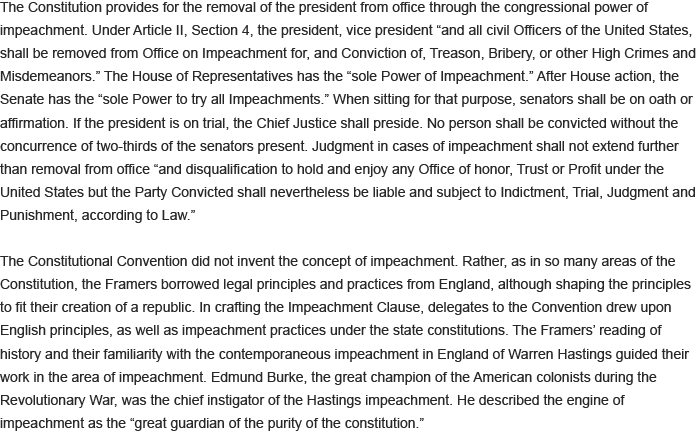 The Constitution provides for the removal of the president from office through the congressional power of
impeachment. Under Article II, Section 4, the president, vice president “and all civil Officers of the United States,
shall be removed from Office on Impeachment for, and Conviction of, Treason, Bribery, or other High Crimes and
Misdemeanors.” The House of Representatives has the “sole Power of Impeachment.” After House action, the
Senate has the “sole Power to try all Impeachments.” When sitting for that purpose, senators shall be on oath or
affirmation. If the president is on trial, the Chief Justice shall preside. No person shall be convicted without the
concurrence of two-thirds of the senators present. Judgment in cases of impeachment shall not extend further
than removal from office “and disqualification to hold and enjoy any Office of honor, Trust or Profit under the
United States but the Party Convicted shall nevertheless be liable and subject to Indictment, Trial, Judgment and
Punishment, according to Law.”

The Constitutional Convention did not invent the concept of impeachment. Rather, as in so many areas of the
Constitution, the Framers borrowed legal principles and practices from England, although shaping the principles
to fit their creation of a republic. In crafting the Impeachment Clause, delegates to the Convention drew upon
English principles, as well as impeachment practices under the state constitutions. The Framers’ reading of
history and their familiarity with the contemporaneous impeachment in England of Warren Hastings guided their
work in the area of impeachment. Edmund Burke, the great champion of the American colonists during the
Revolutionary War, was the chief instigator of the Hastings impeachment. He described the engine of
impeachment as the “great guardian of the purity of the constitution.”